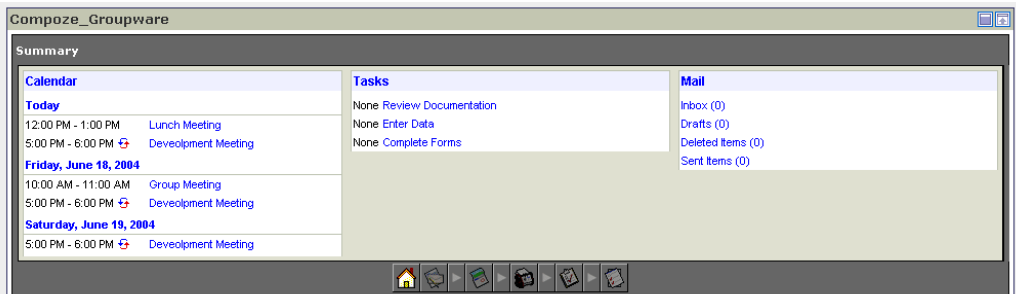 Compoze_Groupware
Summary
Calendar
Today
12:00 PM - 1:00 PM Lunch Meeting
5:00 PM - 6:00 PM Deveolpment Meeting
Friday, June 18, 2004
10:00 AM - 11:00 AM Group Meeting
5:00 PM - 6:00 PM Deveolpment Meeting
Saturday, June 19, 2004
5:00 PM - 6:00 PM Deveolpment Meeting
Tasks
None Review Documentation
None Enter Data
None Complete Forms
Mail
Inbox (0)
Drafts (0)
Deleted Items (0)
Sent Items (0)